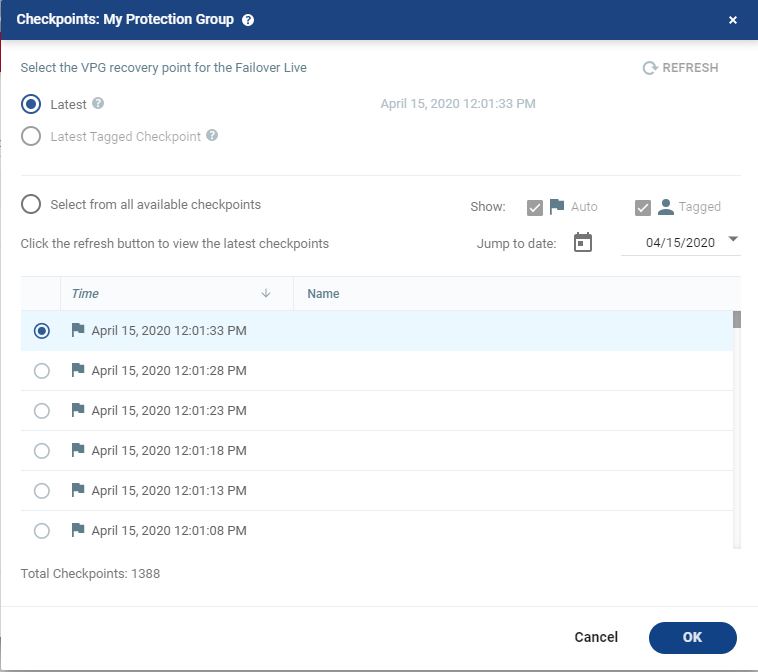 Checkpoints: My Protection Group ?
×
Select the VPG recovery point for the Failover Live
REFRESH
Latest ?
April 15, 2020 12:01:33 PM
Latest Tagged Checkpoint ?
Select from all available checkpoints
Show:
Auto
Tagged
Click the refresh button to view the latest checkpoints
Jump to date:
04/15/2020
Time
Name
April 15, 2020 12:01:33 PM
April 15, 2020 12:01:28 PM
April 15, 2020 12:01:23 PM
April 15, 2020 12:01:18 PM
April 15, 2020 12:01:13 PM
April 15, 2020 12:01:08 PM
Total Checkpoints: 1388
Cancel
OK